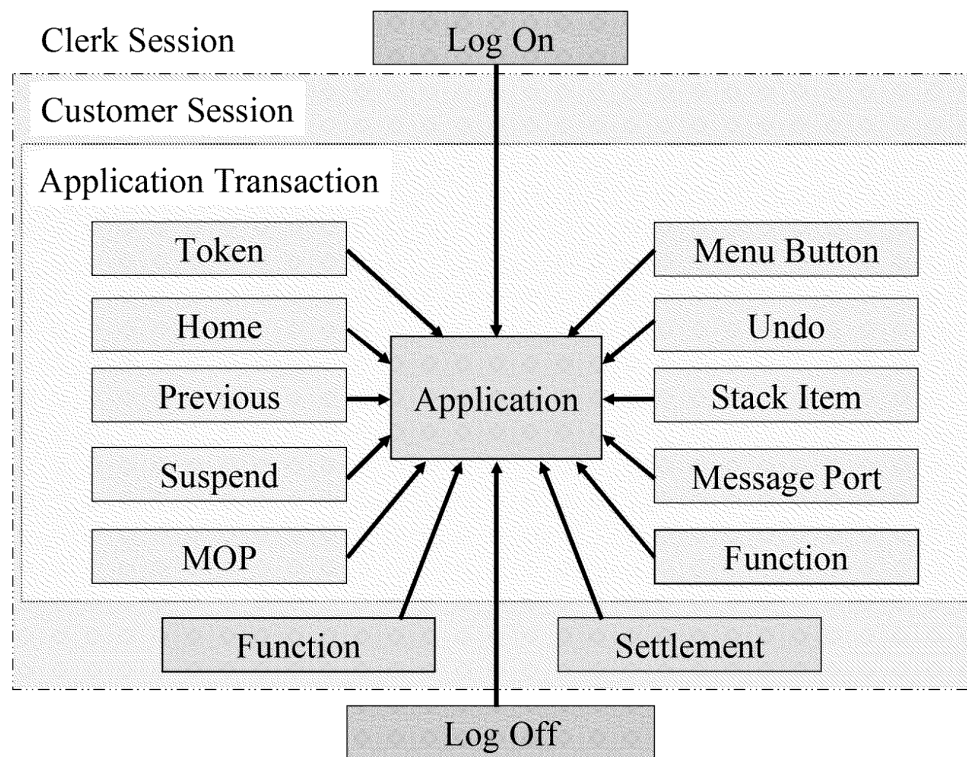 Clerk Session
Log On
Customer Session
Application Transaction
Token
Menu Button
Home
Undo
Previous
Application
Stack Item
Suspend
Message Port
MOP
Function
Function
Settlement
Log Off